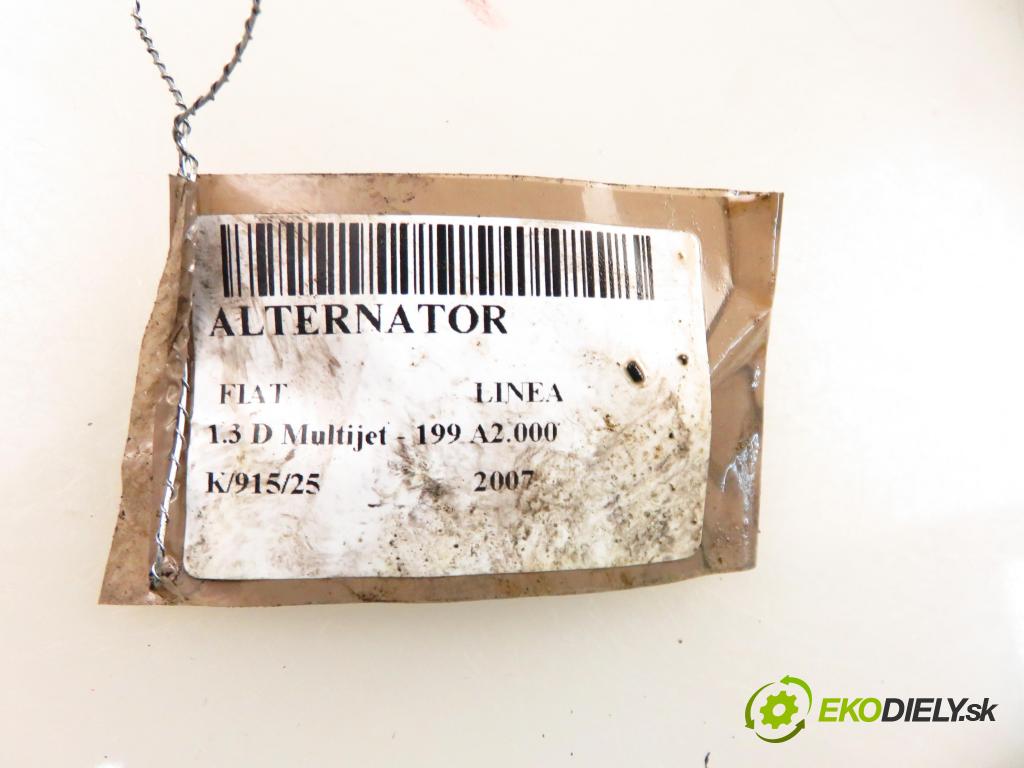 ALTERNATOR
FIAT LINEA
1.3 D Multijet - 199 A2.000
K/915/25 2007
EKODIELY.sk